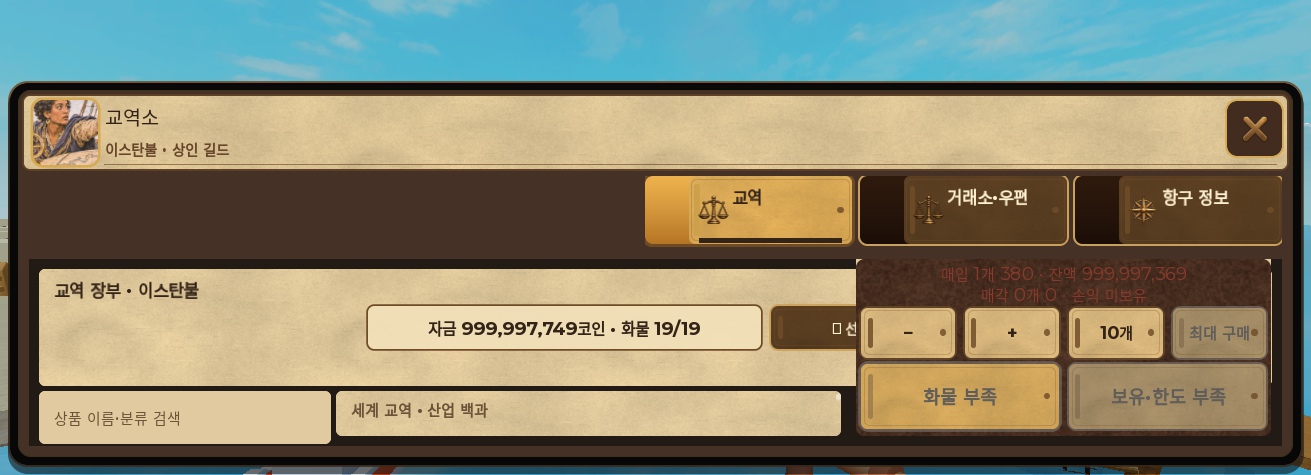 교역소
이스탄불 • 상인 길드
교역
거래소•우편
항구 정보
교역 장부 • 이스탄불
자금 999,997,749코인 • 화물 19/19
선
매입 1개 380 · 잔액 999,997,369
매각 0개 0 · 손익 미보유
−
+
10개
최대 구매
화물 부족
보유•한도 부족
상품 이름·분류 검색
세계 교역 • 산업 백과